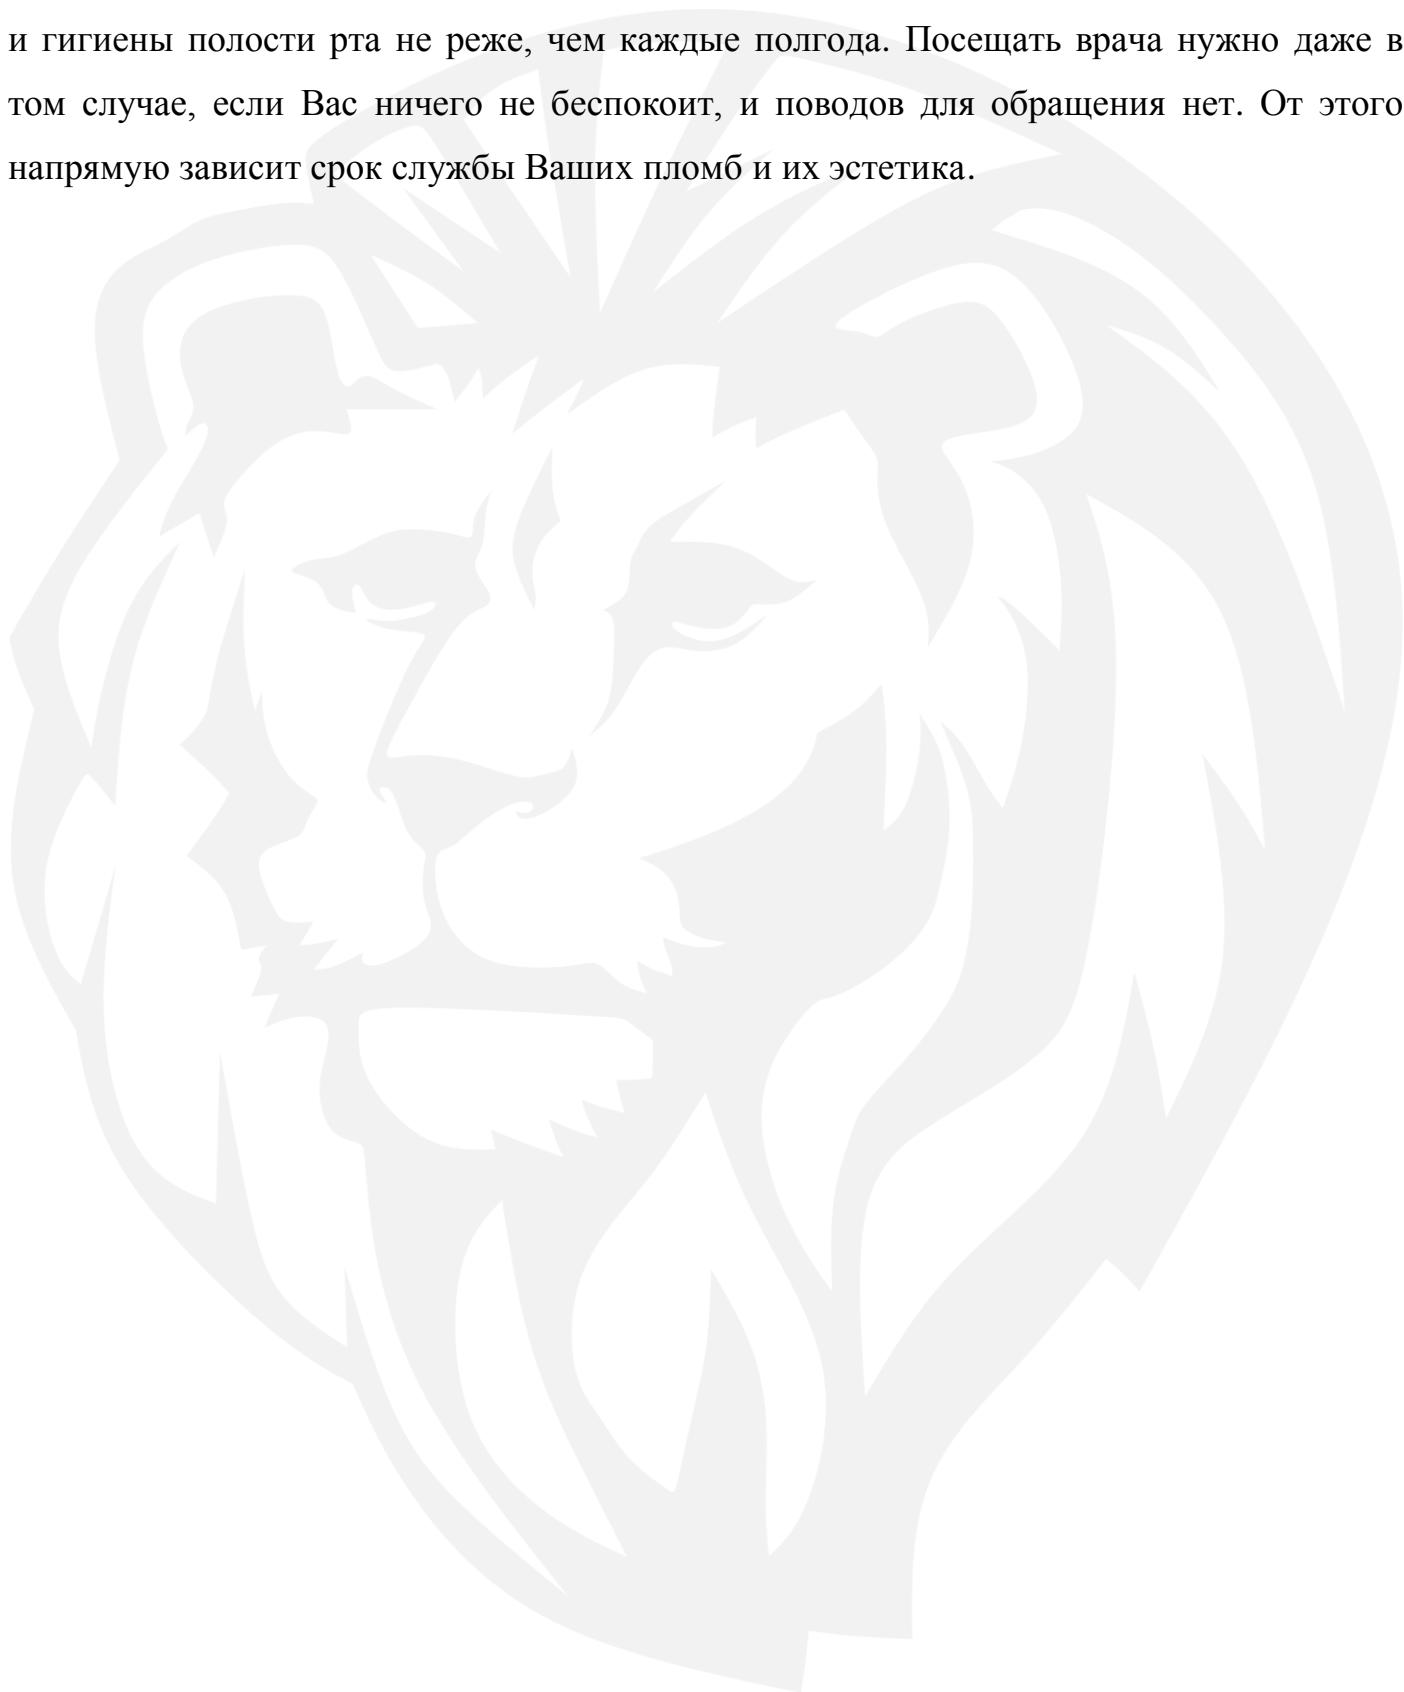 и гигиены полости рта не реже, чем каждые полгода. Посещать врача нужно даже в
том случае, если Вас ничего не беспокоит, и поводов для обращения нет. От этого
напрямую зависит срок службы Ваших пломб и их эстетика.